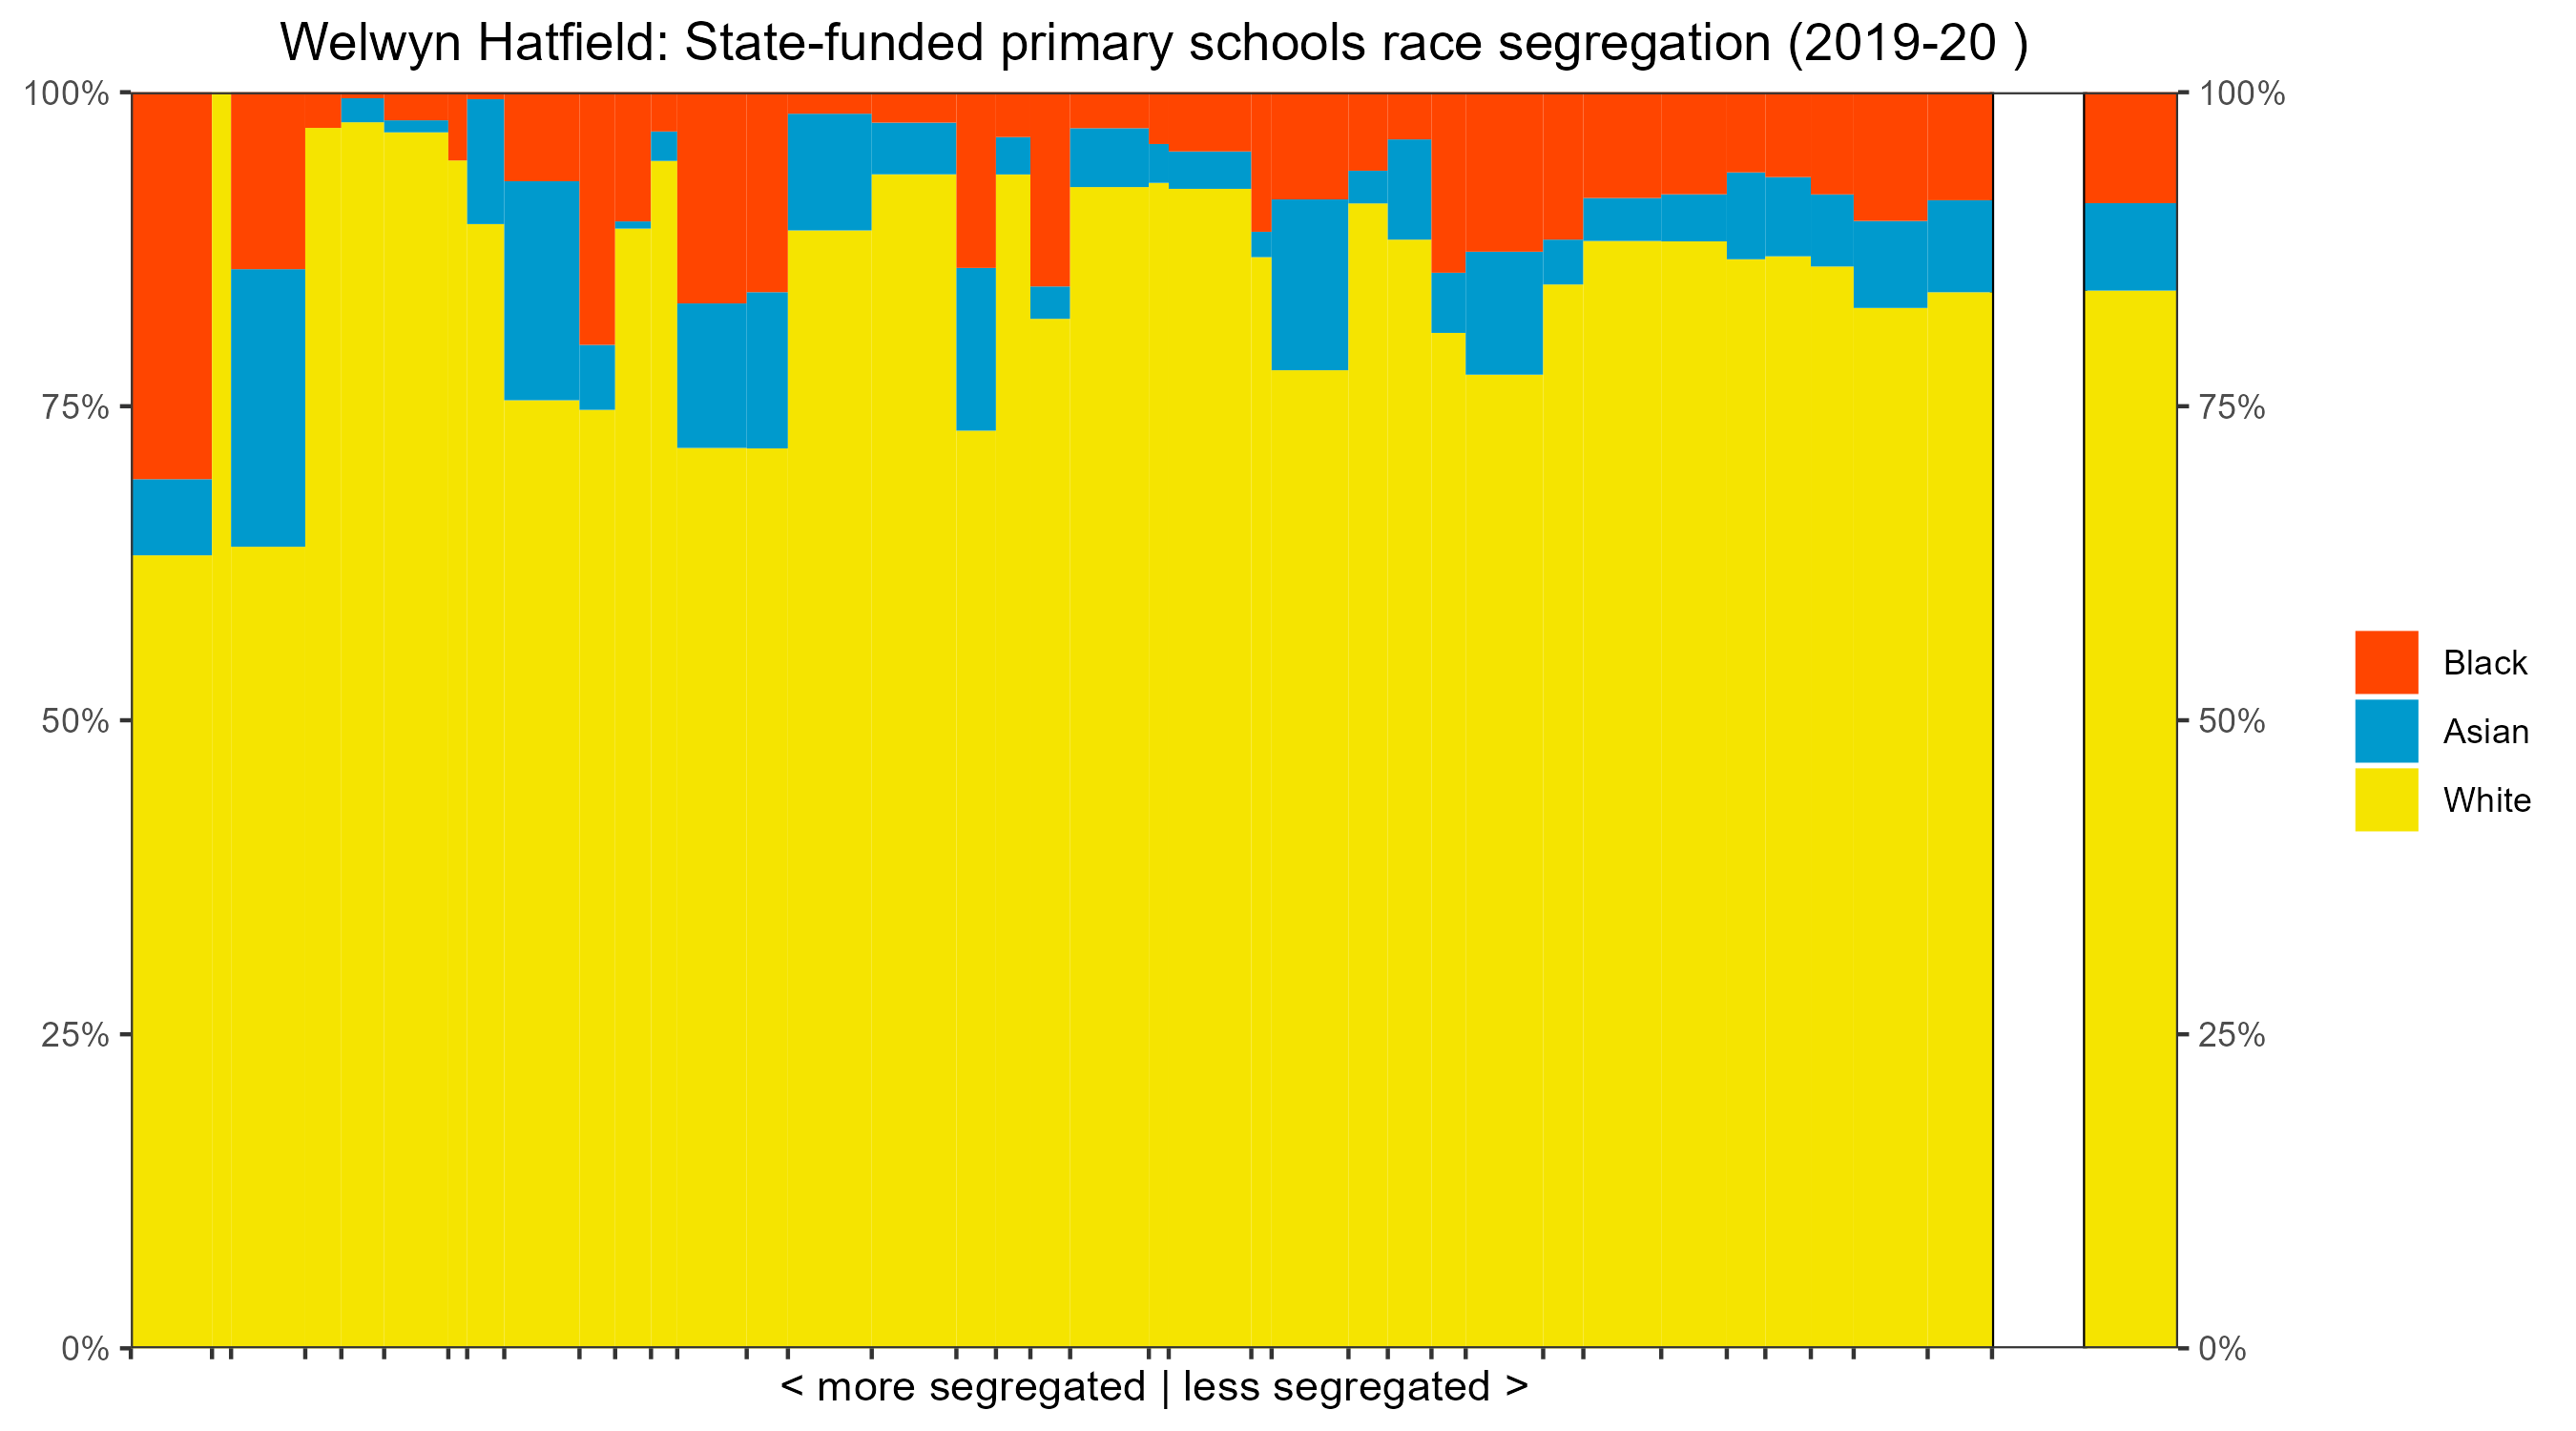 Welwyn Hatfield: State-funded primary schools race segregation (2019-20 )
100%
75%
50%
25%
0%
100%
75%
50%
25%
0%
Black
Asian
White
< more segregated | less segregated >